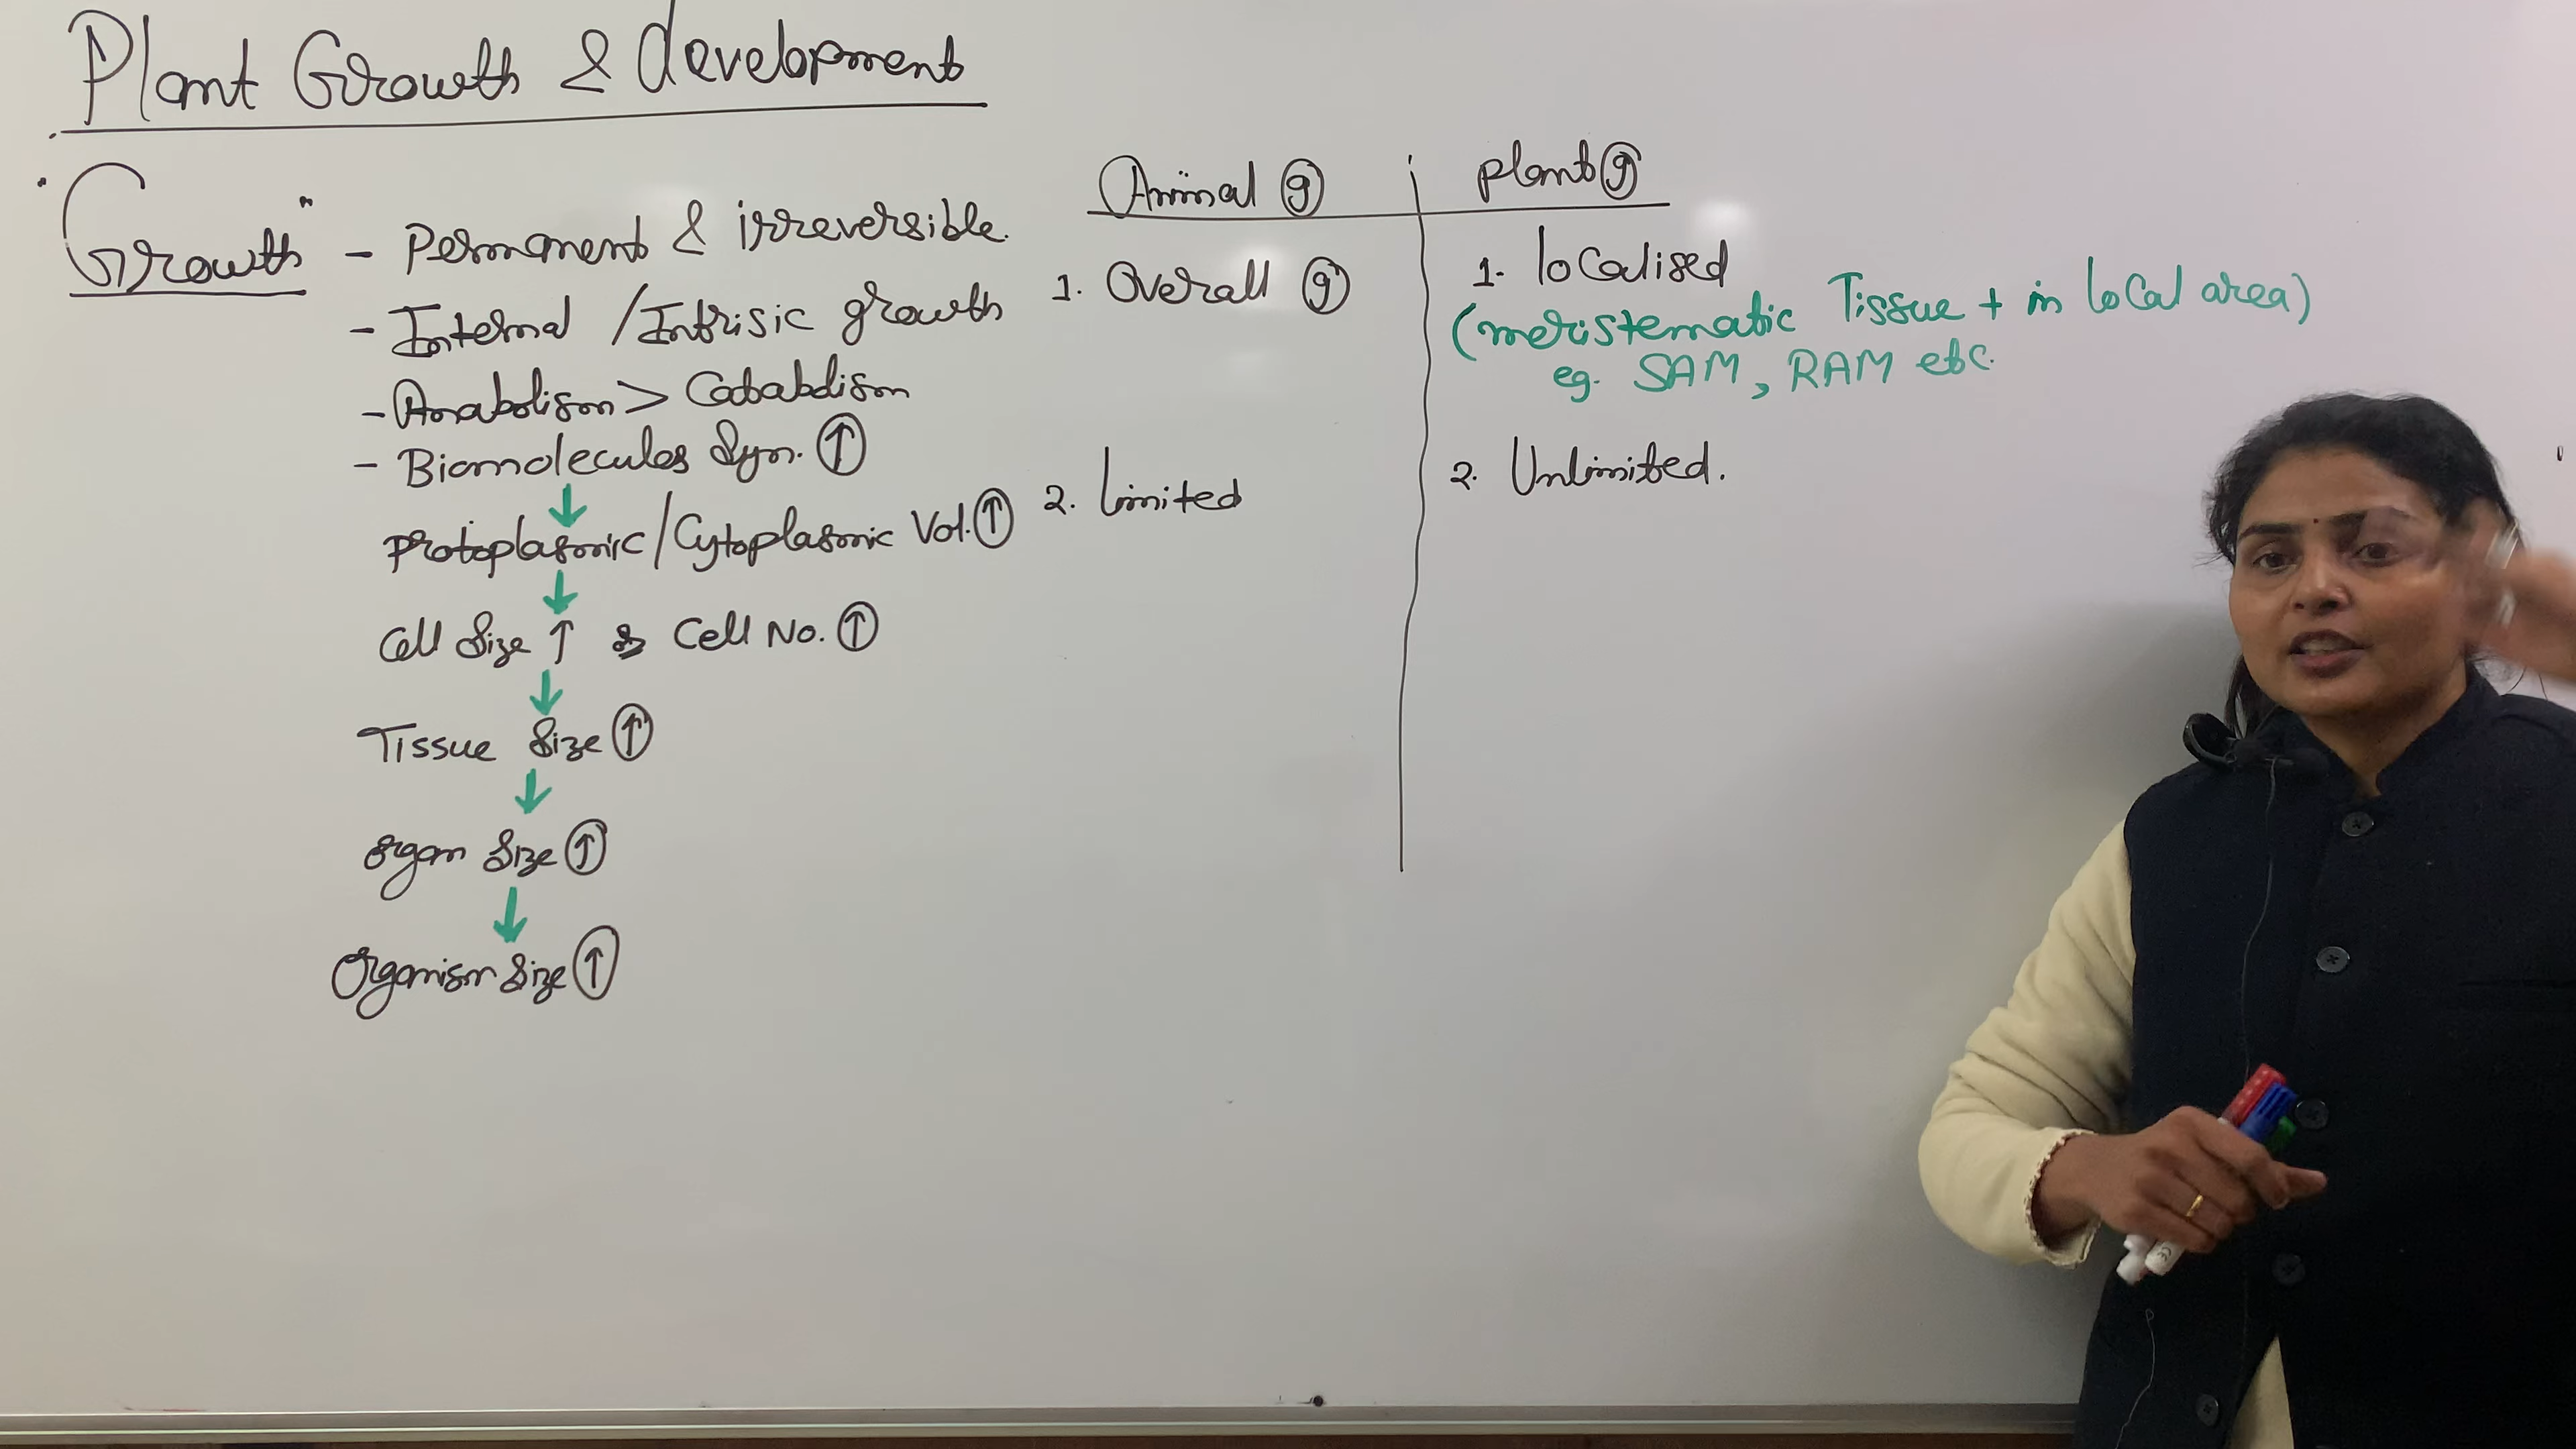 Plant Growth & development
"Growth" - Permanent & irreversible.
- Internal / Intrisic growth
- Anabolism > Catabolism
- Biomolecules Syn. ↑
↓
Protoplasmic / Cytoplasmic Vol. ↑
↓
Cell Size ↑ & Cell No. ↑
↓
Tissue Size ↑
↓
Organ Size ↑
↓
Organism Size ↑
Animal g
1. Overall g
2. limited
plant g
1. localised
(meristematic Tissue + in local area)
eg. SAM, RAM etc.
2. Unlimited.